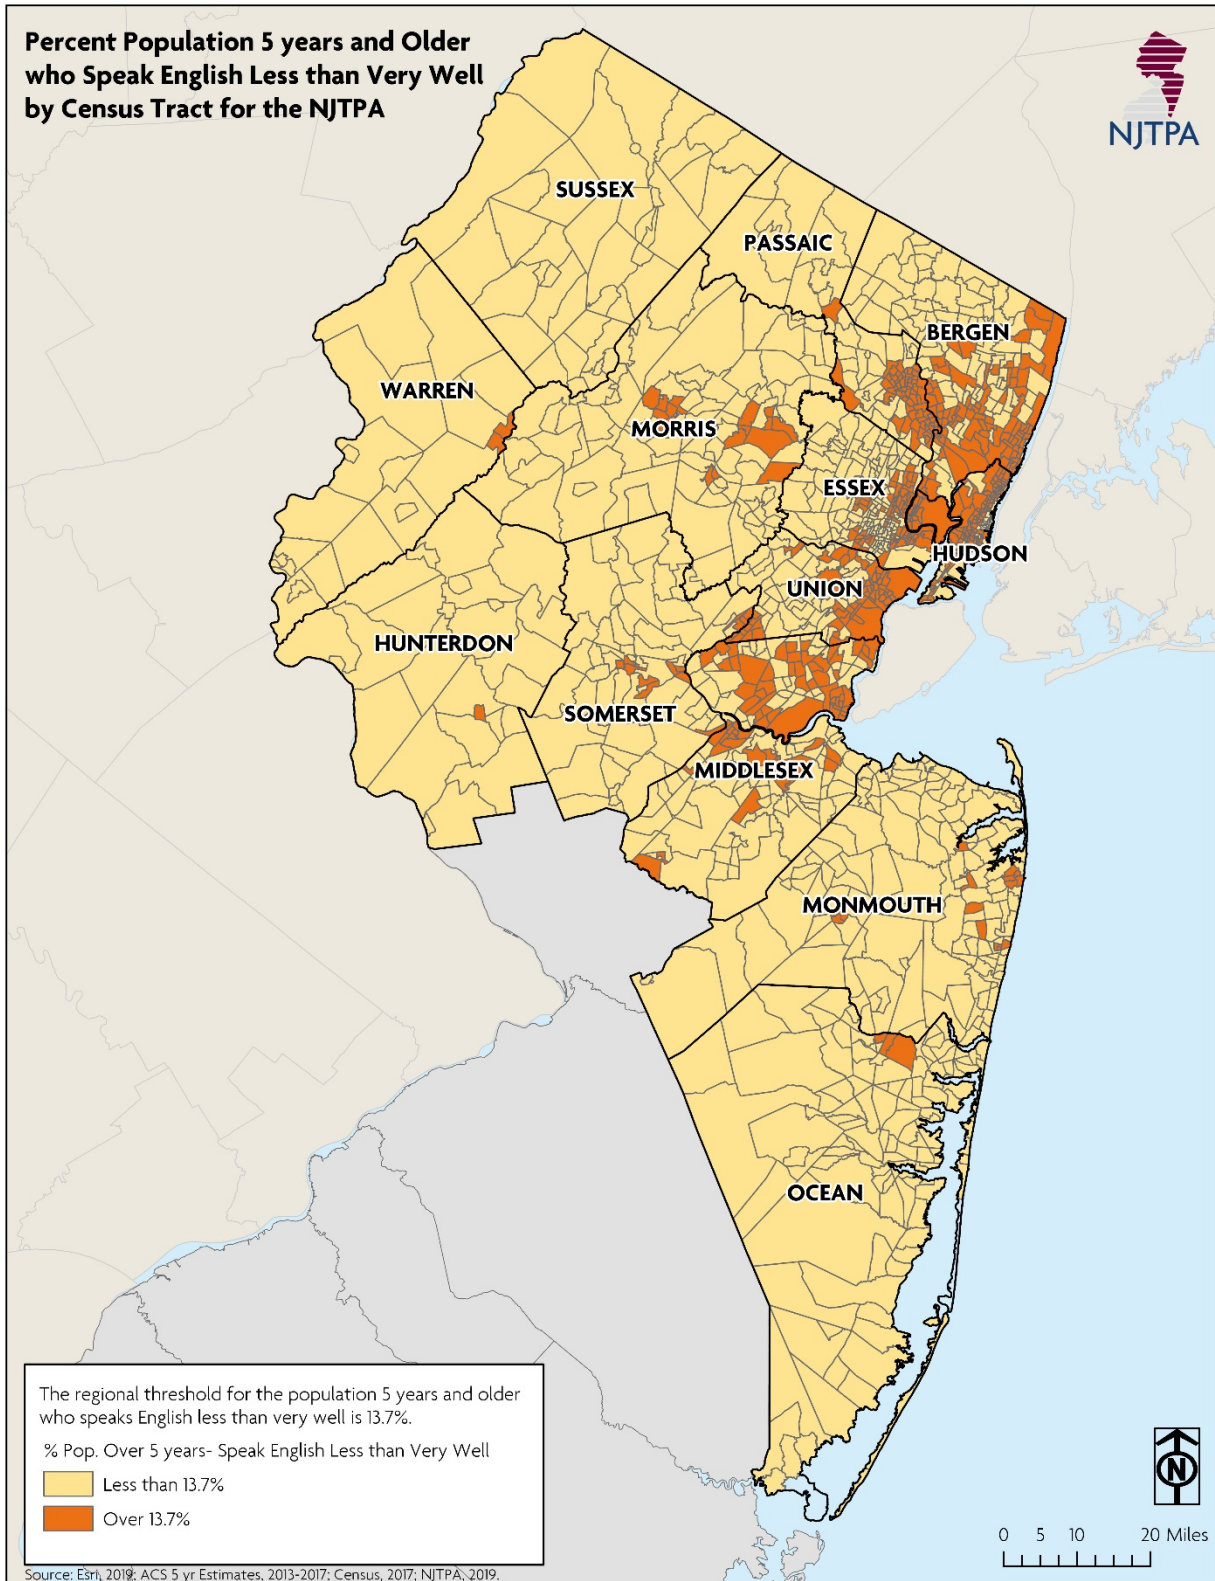 Percent Population 5 years and Older
who Speak English Less than Very Well
by Census Tract for the NJTPA
NJTPA
SUSSEX
PASSAIC
BERGEN
WARREN
MORRIS
ESSEX
HUDSON
UNION
HUNTERDON
SOMERSET
MIDDLESEX
MONMOUTH
OCEAN
The regional threshold for the population 5 years and older
who speaks English less than very well is 13.7%.
% Pop. Over 5 years- Speak English Less than Very Well
Less than 13.7%
Over 13.7%
N
0 5 10 20 Miles
Source: Esri, 2019; ACS 5 yr Estimates, 2013-2017; Census, 2017; NJTPA, 2019.